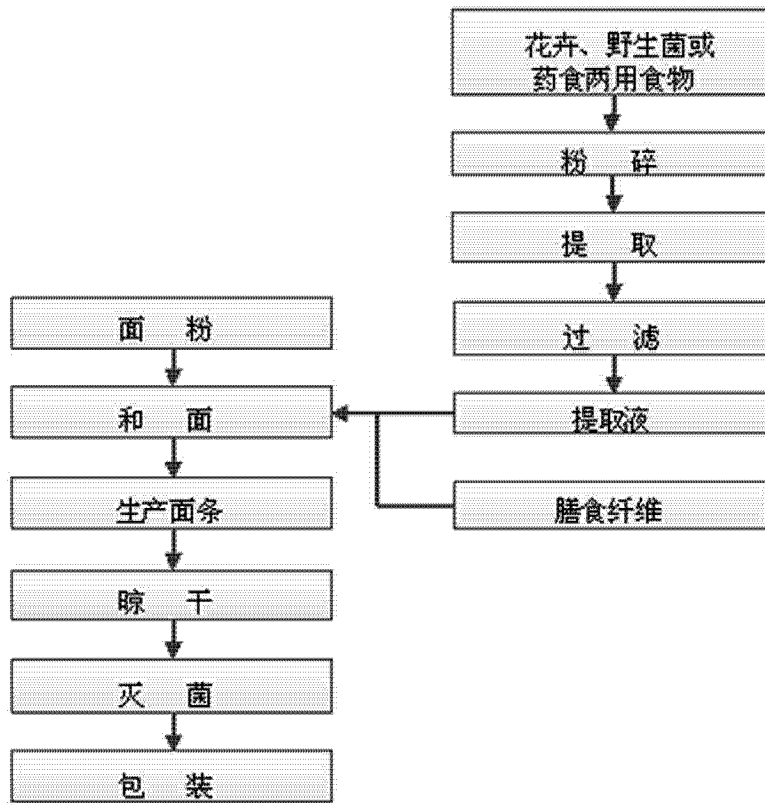 花卉、野生菌或
药食两用食物
粉 碎
提 取
过 滤
提取液
膳食纤维
面 粉
和 面
生产面条
晾 干
灭 菌
包 装